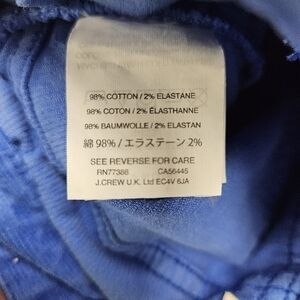 98% COTTON / 2% ELASTANE
98% COTON / 2% ÉLASTHANNE
98% BAUMWOLLE / 2% ELASTAN
綿 98% / エラステーン 2%
SEE REVERSE FOR CARE
RN77388 CA56445
J.CREW U.K. Ltd EC4V 6JA